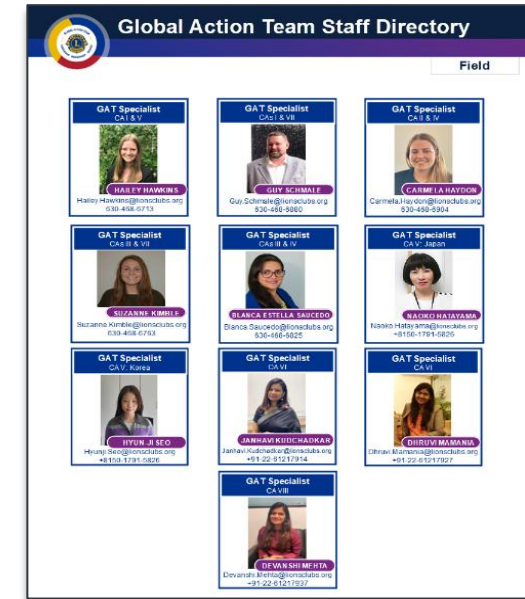 Global Action Team Staff Directory
Field
GAT Specialist
CA I & V
HAILEY HAWKINS
Hailey.Hawkins@lionsclubs.org
630-468-6713
GAT Specialist
CAs I & VII
GUY SCHMALE
Guy.Schmale@lionsclubs.org
GAT Specialist
CA II & IV
CARMELA HAYDON
Carmela.Haydon@lionsclubs.org
630-468-6904
GAT Specialist
CAs III & VII
SUZANNE KIMBLE
Suzanne.Kimble@lionsclubs.org
630-468-6763
GAT Specialist
CAs III & IV
BLANCA ESTELLA SAUCEDO
Blanca.Saucedo@lionsclubs.org
630-468-6825
GAT Specialist
CA V: Japan
NAOKO HATAYAMA
Naoko.Hatayama@lionsclubs.org
GAT Specialist
CA V: Korea
HYUN JI SEO
Hyunji.Seo@lionsclubs.org
GAT Specialist
CA VI
JANHAVI KUDCHADKAR
Janhavi.Kudchadkar@lionsclubs.org
+91-22-61217914
GAT Specialist
CA VI
DHRUVI MAMANIA
Dhruvi.Mamania@lionsclubs.org
+91-22-61217927
GAT Specialist
CA VIII
DEVANSHI MEHTA
Devanshi.Mehta@lionsclubs.org
+91-22-61217937